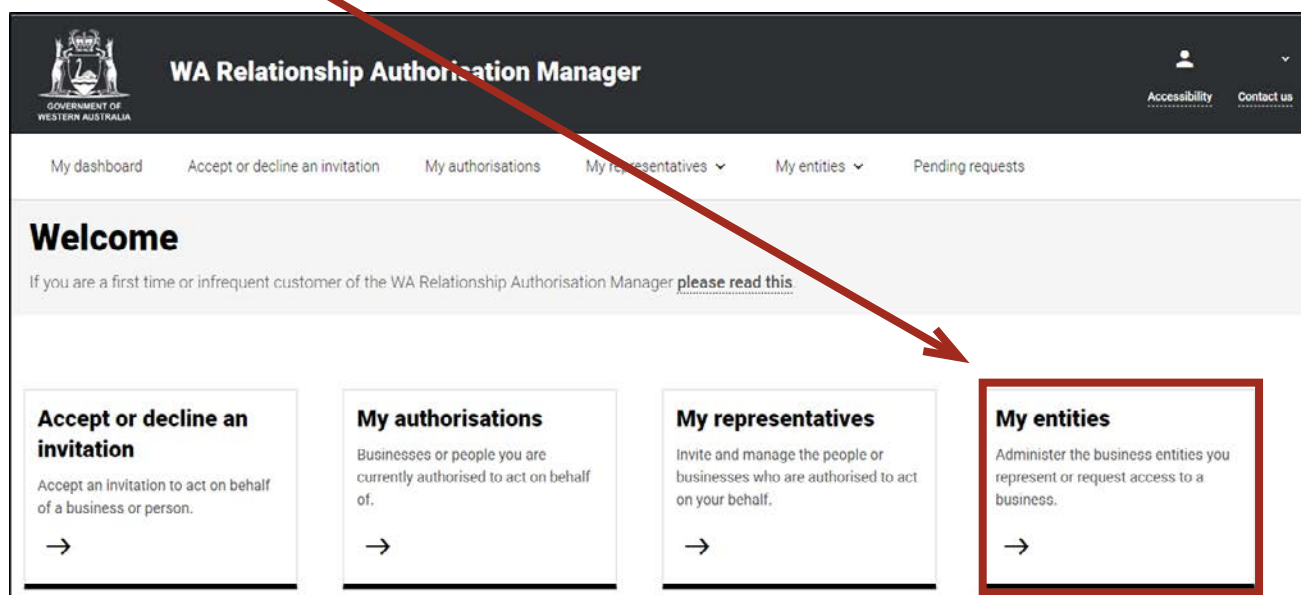 WA Relationship Authorisation Manager
GOVERNMENT OF
WESTERN AUSTRALIA
Accessibility
Contact us
My dashboard
Accept or decline an invitation
My authorisations
My representatives
My entities
Pending requests
Welcome
If you are a first time or infrequent customer of the WA Relationship Authorisation Manager please read this.
Accept or decline an
invitation
Accept an invitation to act on behalf
of a business or person.
My authorisations
Businesses or people you are
currently authorised to act on behalf
of.
My representatives
Invite and manage the people or
businesses who are authorised to act
on your behalf.
My entities
Administer the business entities you
represent or request access to a
business.